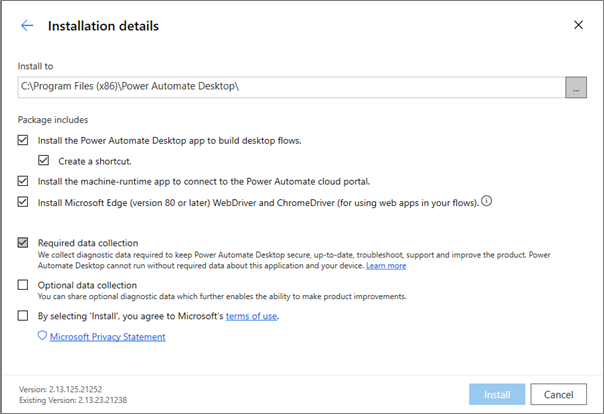 Installation details
Install to
C:\Program Files (x86)\Power Automate Desktop\
...
Package includes
Install the Power Automate Desktop app to build desktop flows.
Create a shortcut.
Install the machine-runtime app to connect to the Power Automate cloud portal.
Install Microsoft Edge (version 80 or later) WebDriver and ChromeDriver (for using web apps in your flows).
Required data collection
We collect diagnostic data required to keep Power Automate Desktop secure, up-to-date, troubleshoot, support and improve the product. Power
Automate Desktop cannot run without required data about this application and your device. Learn more
Optional data collection
You can share optional diagnostic data which further enables the ability to make product improvements.
By selecting 'Install', you agree to Microsoft's terms of use.
Microsoft Privacy Statement
Version: 2.13.125.21252
Existing Version: 2.13.23.21238
Install
Cancel